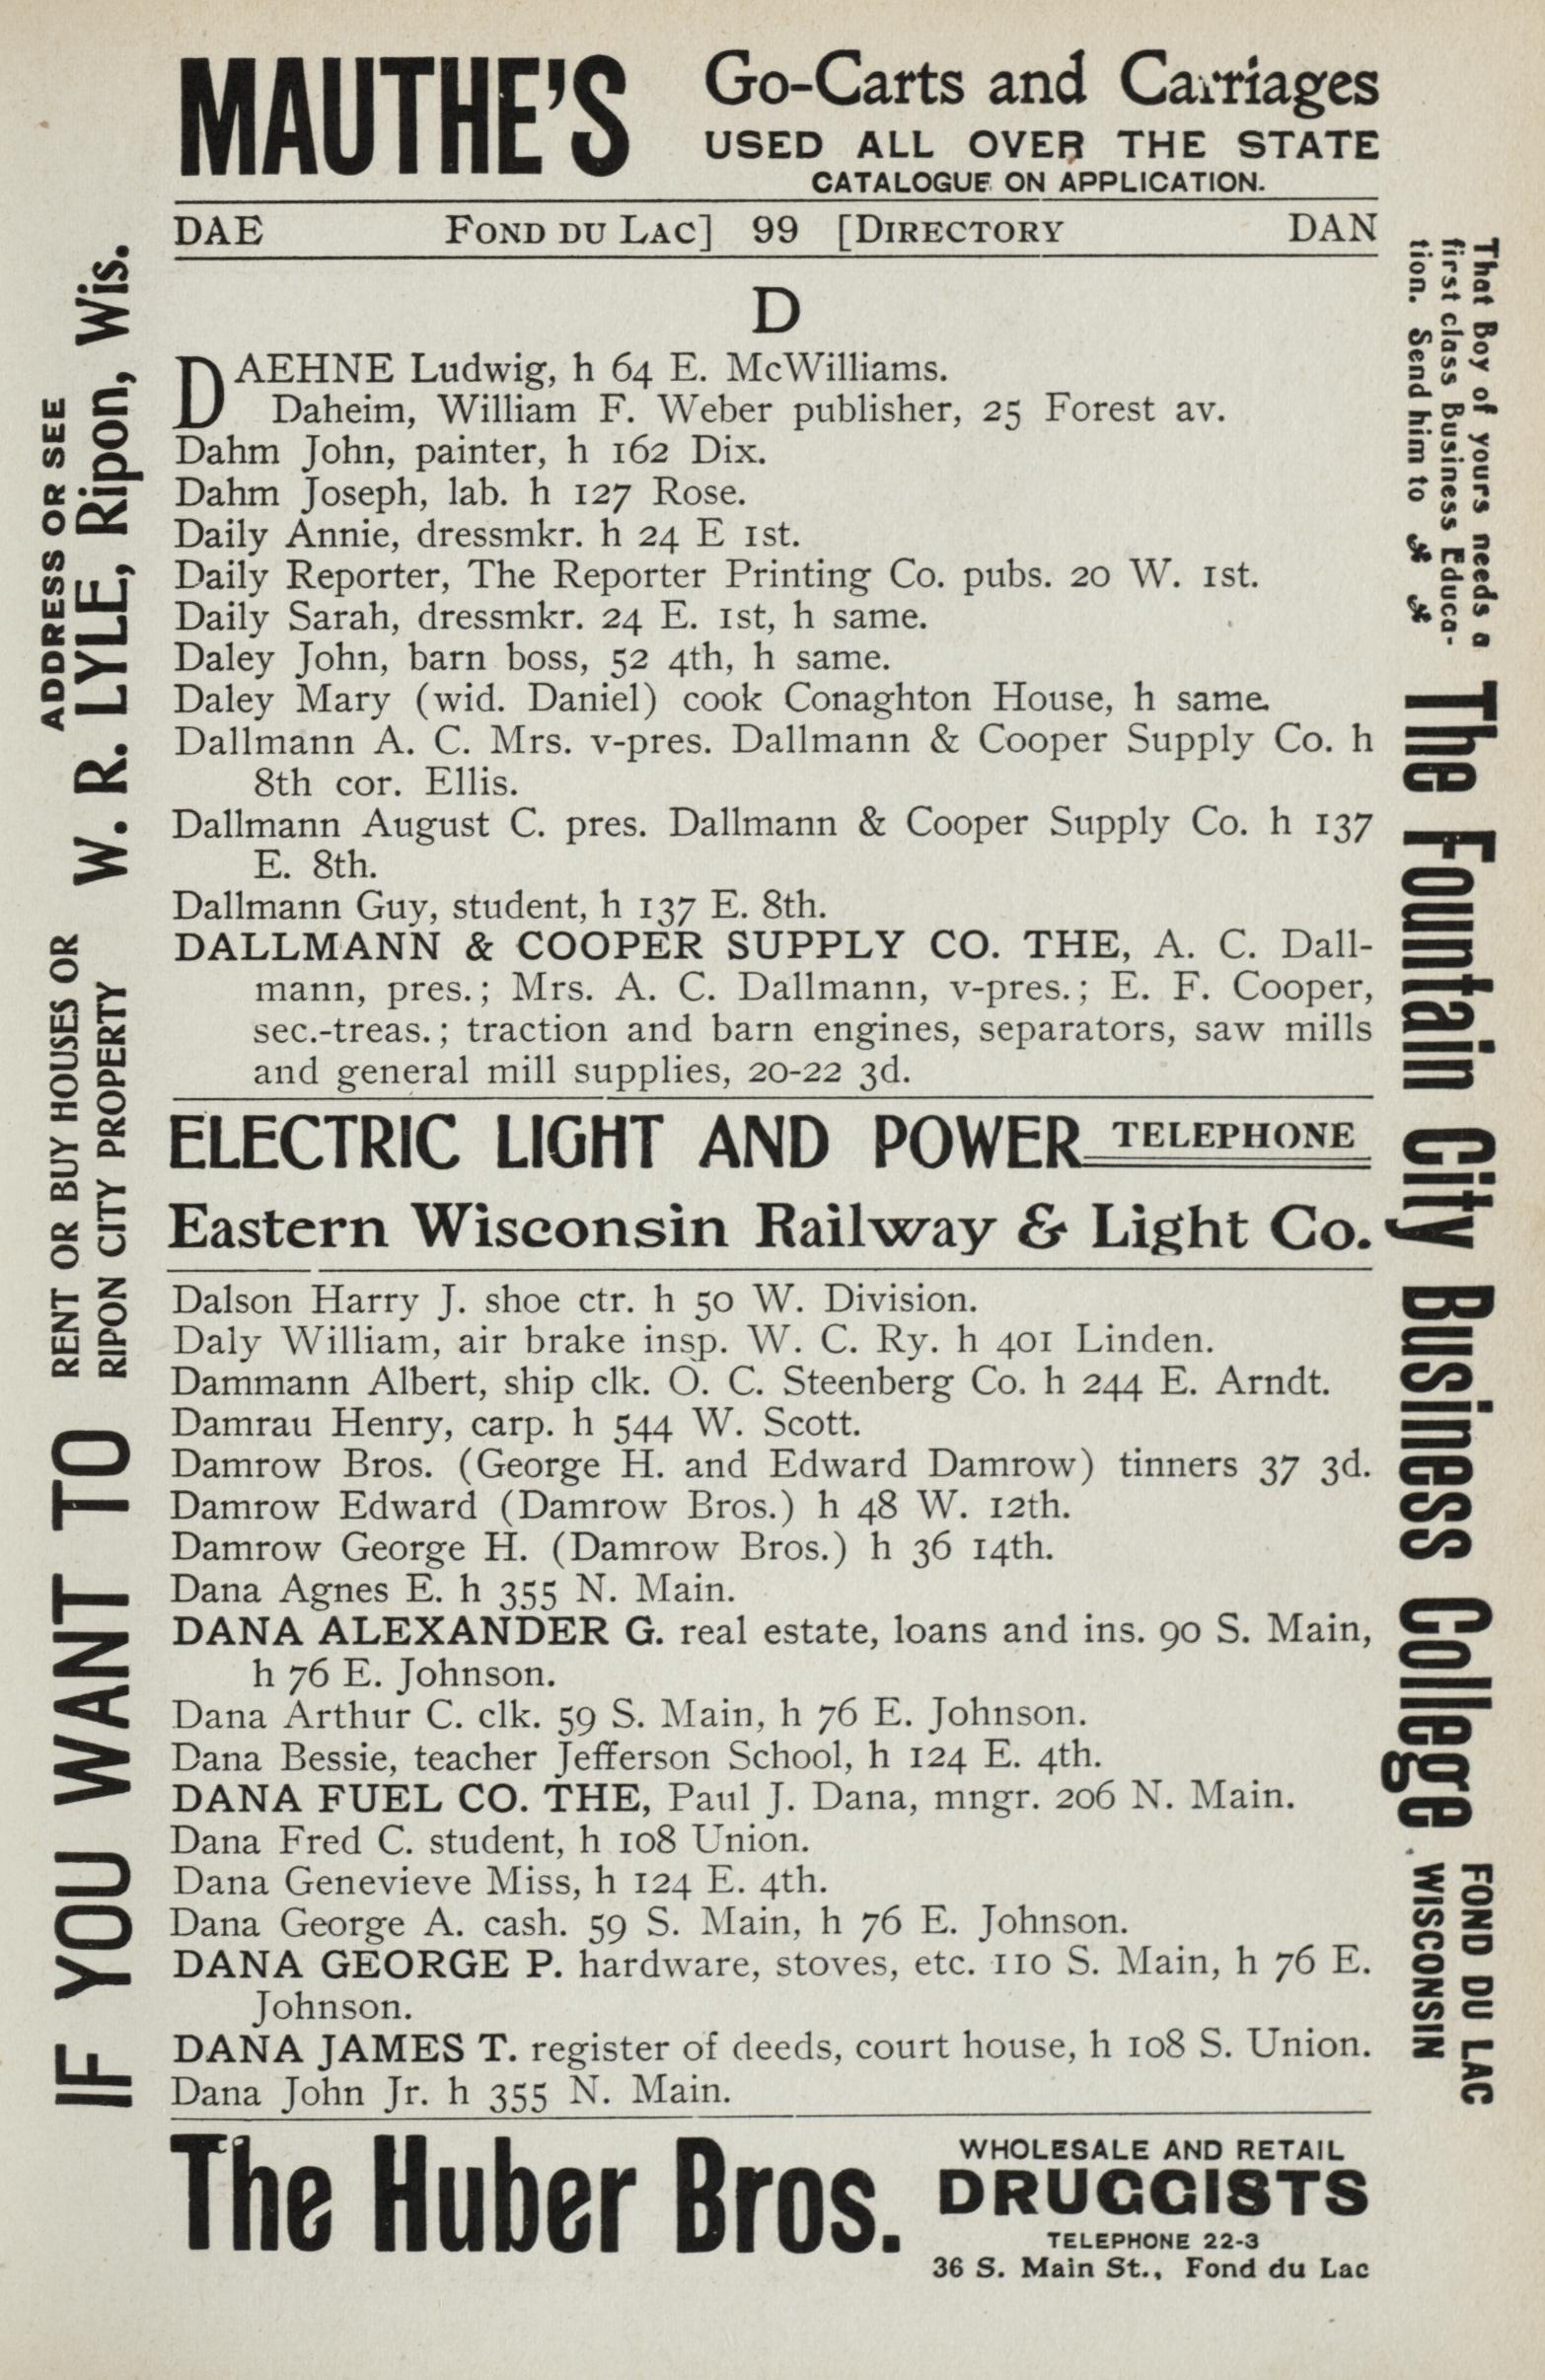 MAUTHE'S
Go-Carts and Carriages
USED ALL OVER THE STATE
CATALOGUE ON APPLICATION.
DAE FOND DU LAC] 99 [DIRECTORY DAN
D
DAEHNE Ludwig, h 64 E. McWilliams.
Daheim, William F. Weber publisher, 25 Forest av.
Dahm John, painter, h 162 Dix.
Dahm Joseph, lab. h 127 Rose.
Daily Annie, dressmkr. h 24 E 1st.
Daily Reporter, The Reporter Printing Co. pubs. 20 W. 1st.
Daily Sarah, dressmkr. 24 E. 1st, h same.
Daley John, barn boss, 52 4th, h same.
Daley Mary (wid. Daniel) cook Conaghton House, h same.
Dallmann A. C. Mrs. v-pres. Dallmann & Cooper Supply Co. h
8th cor. Ellis.
Dallmann August C. pres. Dallmann & Cooper Supply Co. h 137
E. 8th.
Dallmann Guy, student, h 137 E. 8th.
DALLMANN & COOPER SUPPLY CO. THE, A. C. Dall-
mann, pres.; Mrs. A. C. Dallmann, v-pres.; E. F. Cooper,
sec.-treas.; traction and barn engines, separators, saw mills
and general mill supplies, 20-22 3d.
ELECTRIC LIGHT AND POWER TELEPHONE
Eastern Wisconsin Railway & Light Co.
Dalson Harry J. shoe ctr. h 50 W. Division.
Daly William, air brake insp. W. C. Ry. h 401 Linden.
Dammann Albert, ship clk. O. C. Steenberg Co. h 244 E. Arndt.
Damrau Henry, carp. h 544 W. Scott.
Damrow Bros. (George H. and Edward Damrow) tinners 37 3d.
Damrow Edward (Damrow Bros.) h 48 W. 12th.
Damrow George H. (Damrow Bros.) h 36 14th.
Dana Agnes E. h 355 N. Main.
DANA ALEXANDER G. real estate, loans and ins. 90 S. Main,
h 76 E. Johnson.
Dana Arthur C. clk. 59 S. Main, h 76 E. Johnson.
Dana Bessie, teacher Jefferson School, h 124 E. 4th.
DANA FUEL CO. THE, Paul J. Dana, mngr. 206 N. Main.
Dana Fred C. student, h 108 Union.
Dana Genevieve Miss, h 124 E. 4th.
Dana George A. cash. 59 S. Main, h 76 E. Johnson.
DANA GEORGE P. hardware, stoves, etc. 110 S. Main, h 76 E.
Johnson.
DANA JAMES T. register of deeds, court house, h 108 S. Union.
Dana John Jr. h 355 N. Main.
The Huber Bros.
WHOLESALE AND RETAIL
DRUGGISTS
TELEPHONE 22-3
36 S. Main St., Fond du Lac
IF YOU WANT TO
RENT OR BUY HOUSES OR
RIPON CITY PROPERTY
ADDRESS OR SEE
W. R. LYLE, Ripon, Wis.
That Boy of yours needs a
first class Business Educa-
tion. Send him to
The Fountain City Business College
FOND DU LAC
WISCONSIN